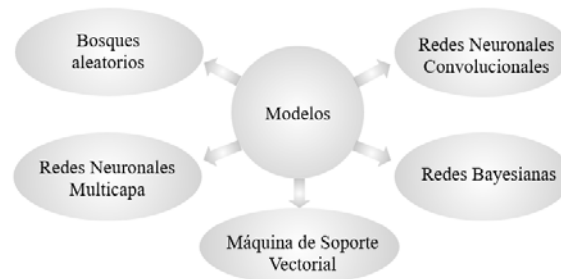 Bosques
aleatorios
Redes Neuronales
Convolucionales
Modelos
Redes Neuronales
Multicapa
Redes Bayesianas
Máquina de Soporte
Vectorial